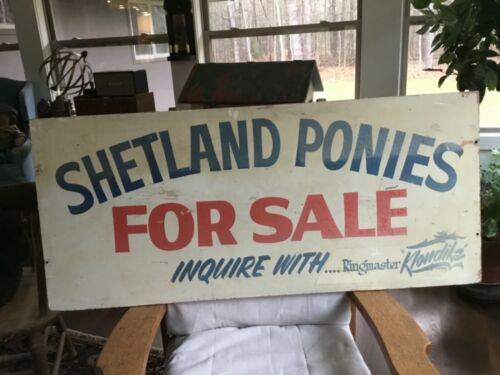 SHETLAND PONIES
FOR SALE
INQUIRE WITH.... Ringmaster "Klondike"